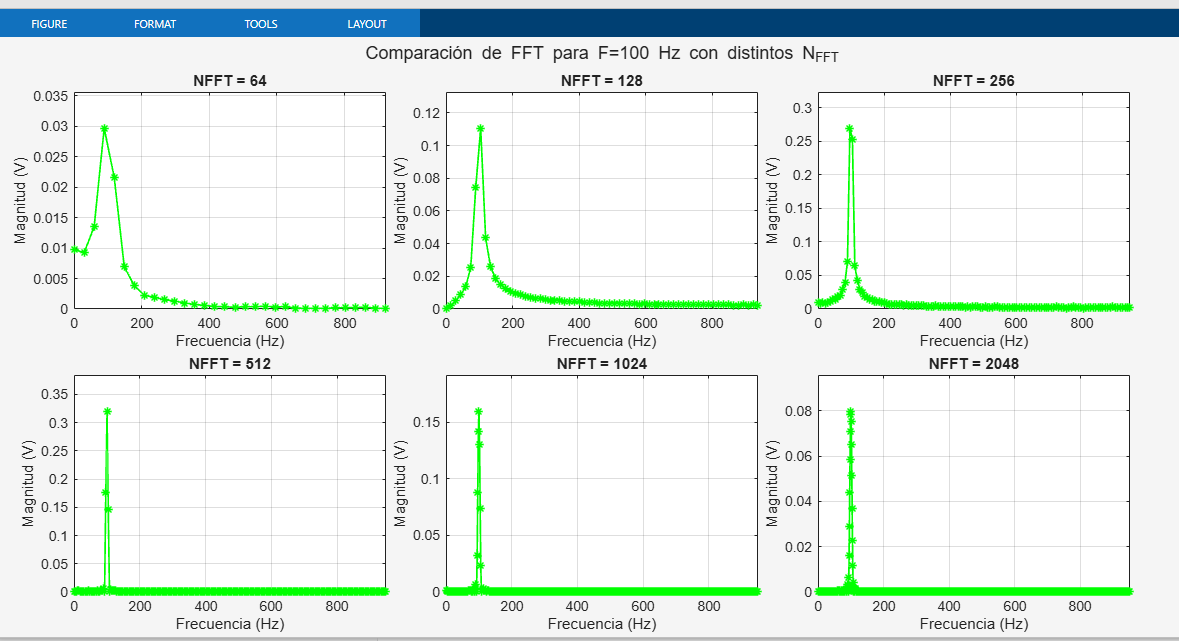 FIGURE FORMAT TOOLS LAYOUT
Comparación de FFT para F=100 Hz con distintos N_FFT
NFFT = 64
0.035
0.03
0.025
0.02
0.015
0.01
0.005
0
Magnitud (V)
0 200 400 600 800
Frecuencia (Hz)
NFFT = 128
0.12
0.1
0.08
0.06
0.04
0.02
0
Magnitud (V)
0 200 400 600 800
Frecuencia (Hz)
NFFT = 256
0.3
0.25
0.2
0.15
0.1
0.05
0
Magnitud (V)
0 200 400 600 800
Frecuencia (Hz)
NFFT = 512
0.35
0.3
0.25
0.2
0.15
0.1
0.05
0
Magnitud (V)
0 200 400 600 800
Frecuencia (Hz)
NFFT = 1024
0.15
0.1
0.05
0
Magnitud (V)
0 200 400 600 800
Frecuencia (Hz)
NFFT = 2048
0.08
0.06
0.04
0.02
0
Magnitud (V)
0 200 400 600 800
Frecuencia (Hz)